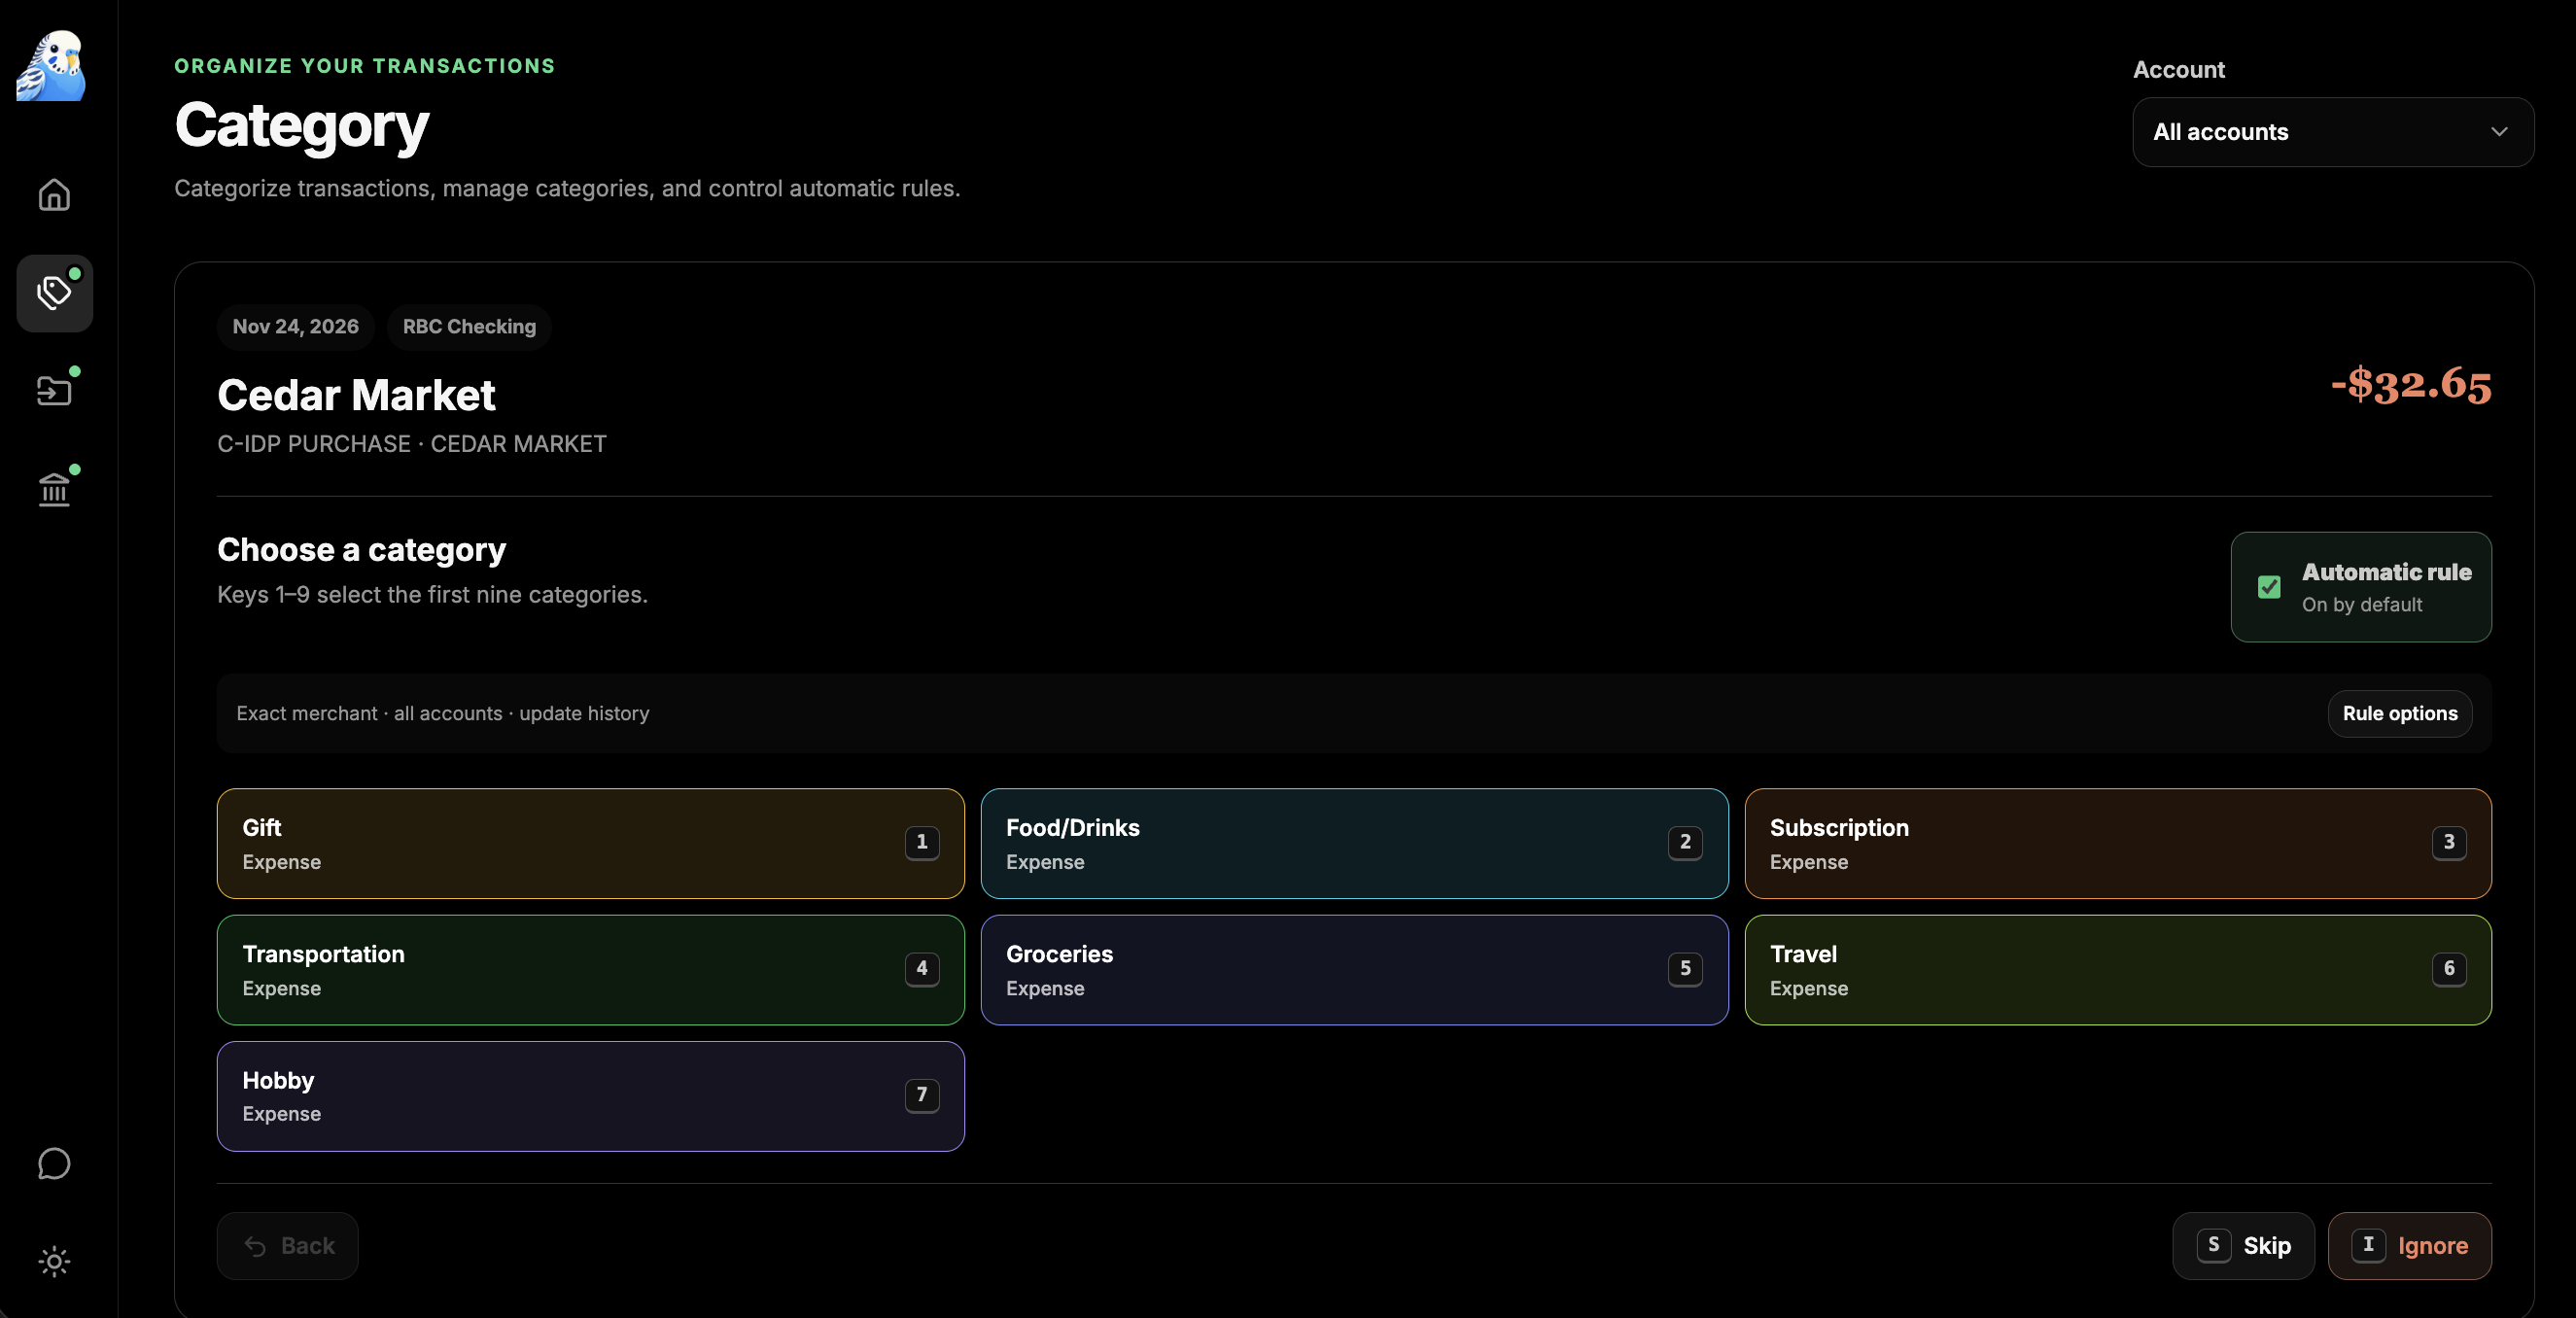 ORGANIZE YOUR TRANSACTIONS
Category
Categorize transactions, manage categories, and control automatic rules.
Account
All accounts
Nov 24, 2026
RBC Checking
Cedar Market
C-IDP PURCHASE · CEDAR MARKET
-$32.65
Choose a category
Keys 1–9 select the first nine categories.
Automatic rule
On by default
Exact merchant · all accounts · update history
Rule options
Gift
Expense
1
Food/Drinks
Expense
2
Subscription
Expense
3
Transportation
Expense
4
Groceries
Expense
5
Travel
Expense
6
Hobby
Expense
7
Back
S Skip
I Ignore